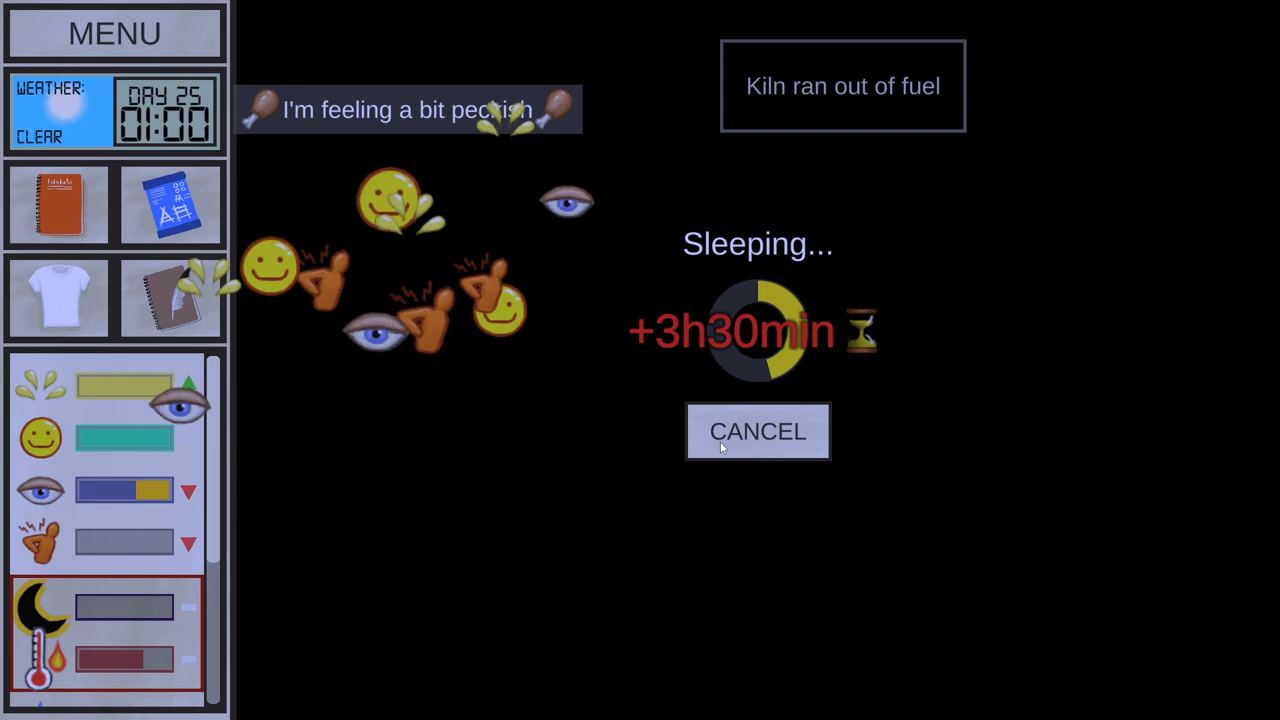 MENU
WEATHER:
CLEAR
DAY 25
01:00
I'm feeling a bit peckish
Kiln ran out of fuel
Sleeping...
+3h30min
CANCEL